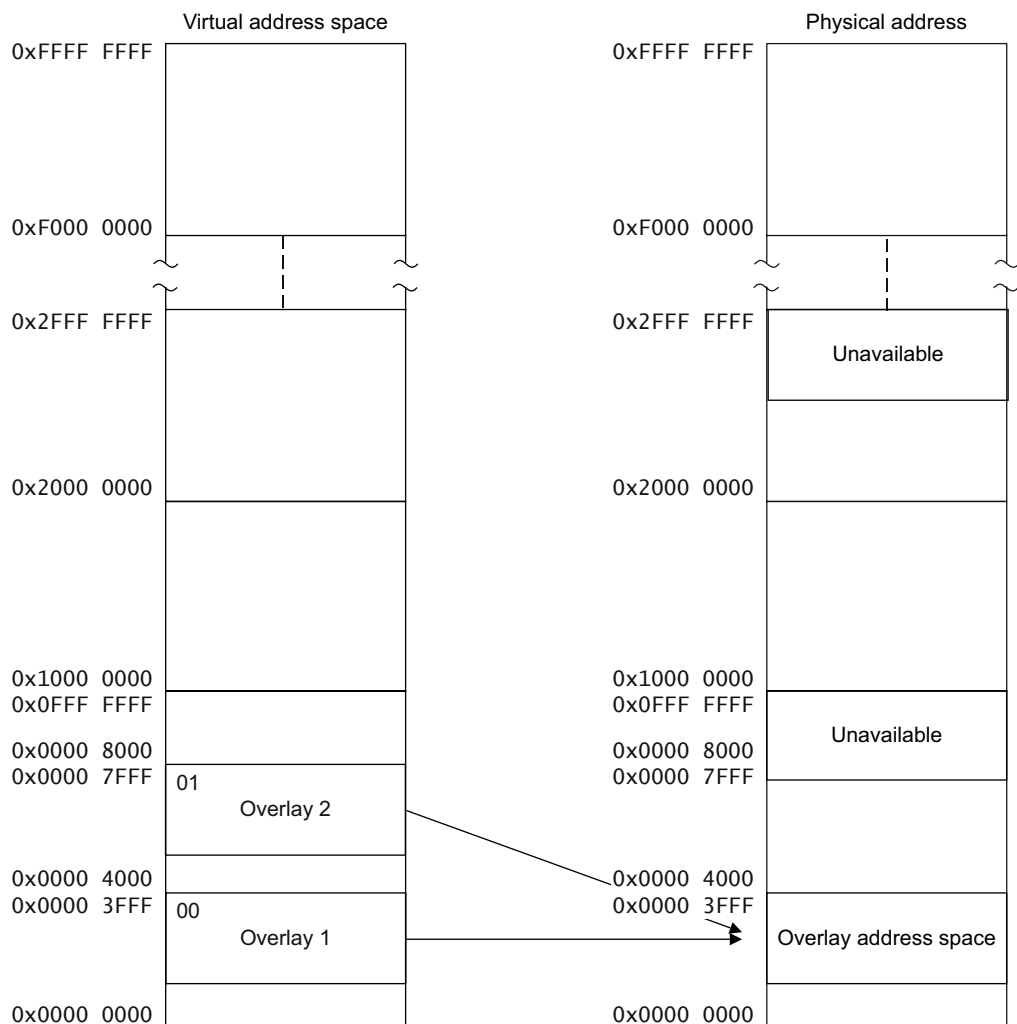 Virtual address space
0xFFFF FFFF
0xF000 0000
0x2FFF FFFF
0x2000 0000
0x1000 0000
0x0FFF FFFF
0x0000 8000
0x0000 7FFF
01
Overlay 2
0x0000 4000
0x0000 3FFF
00
Overlay 1
0x0000 0000
Physical address
0xFFFF FFFF
0xF000 0000
0x2FFF FFFF
Unavailable
0x2000 0000
0x1000 0000
0x0FFF FFFF
Unavailable
0x0000 8000
0x0000 7FFF
0x0000 4000
0x0000 3FFF
Overlay address space
0x0000 0000